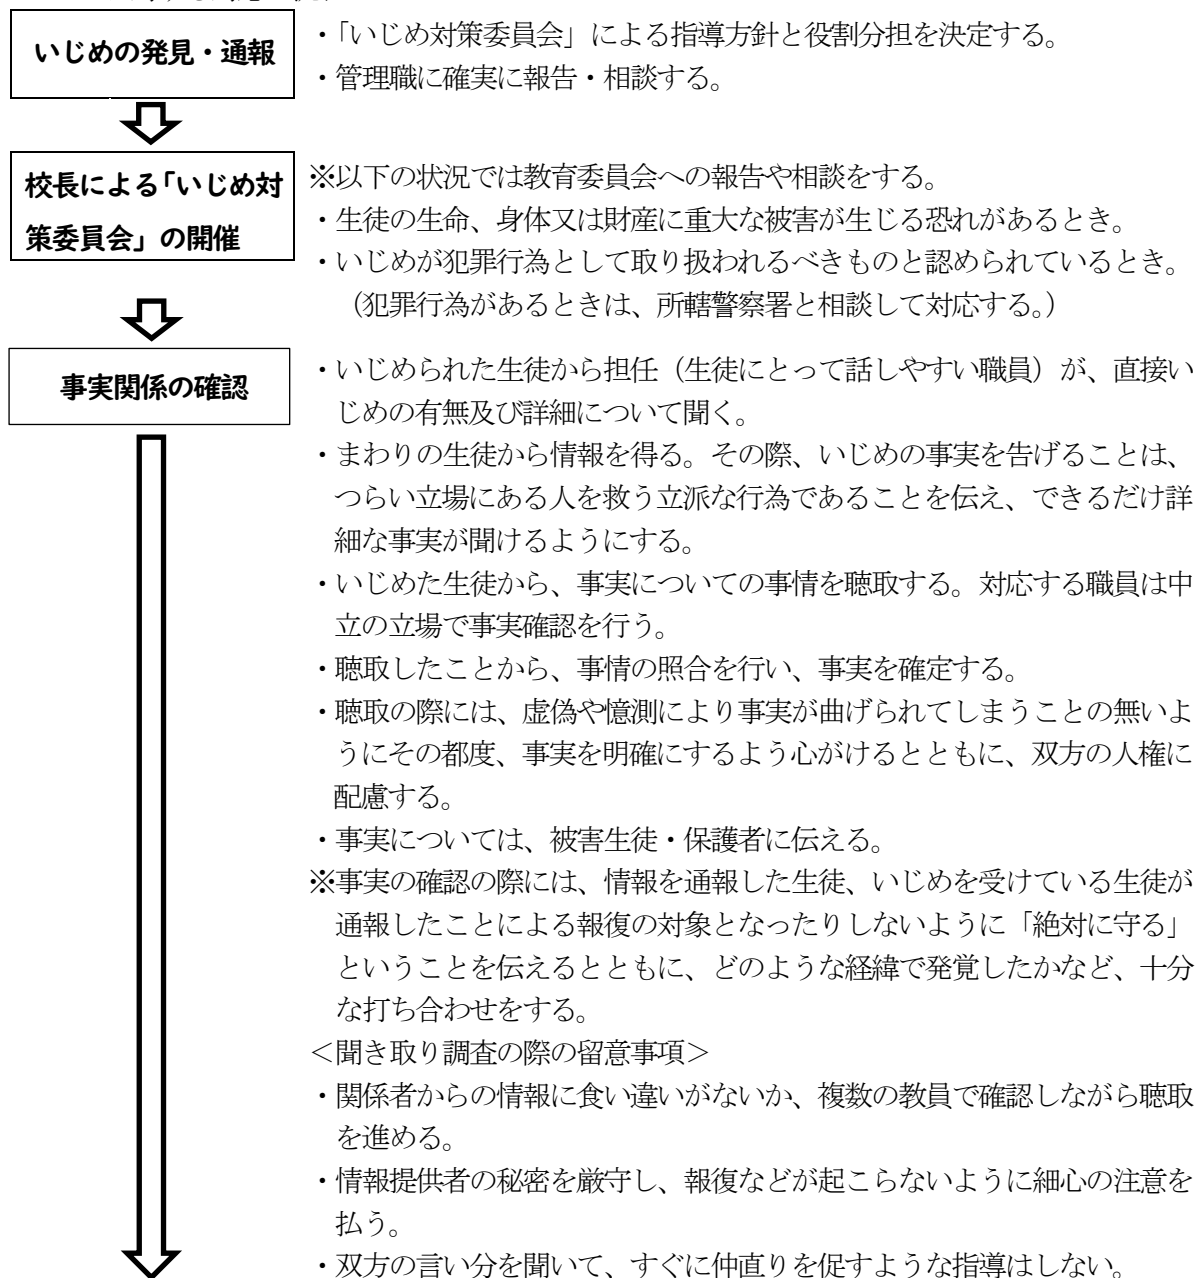 いじめの発見・通報
・「いじめ対策委員会」による指導方針と役割分担を決定する。
・管理職に確実に報告・相談する。
校長による「いじめ対
策委員会」の開催
※以下の状況では教育委員会への報告や相談をする。
・生徒の生命、身体又は財産に重大な被害が生じる恐れがあるとき。
・いじめが犯罪行為として取り扱われるべきものと認められているとき。
（犯罪行為があるときは、所轄警察署と相談して対応する。）
事実関係の確認
・いじめられた生徒から担任（生徒にとって話しやすい職員）が、直接い
じめの有無及び詳細について聞く。
・まわりの生徒から情報を得る。その際、いじめの事実を告げることは、
つらい立場にある人を救う立派な行為であることを伝え、できるだけ詳
細な事実が聞けるようにする。
・いじめた生徒から、事実についての事情を聴取する。対応する職員は中
立の立場で事実確認を行う。
・聴取したことから、事情の照合を行い、事実を確定する。
・聴取の際には、虚偽や憶測により事実が曲げられてしまうことの無いよ
うにその都度、事実を明確にするよう心がけるとともに、双方の人権に
配慮する。
・事実については、被害生徒・保護者に伝える。
※事実の確認の際には、情報を通報した生徒、いじめを受けている生徒が
通報したことによる報復の対象となったりしないように「絶対に守る」
ということを伝えるとともに、どのような経緯で発覚したかなど、十分
な打ち合わせをする。
＜聞き取り調査の際の留意事項＞
・関係者からの情報に食い違いがないか、複数の教員で確認しながら聴取
を進める。
・情報提供者の秘密を厳守し、報復などが起こらないように細心の注意を
払う。
・双方の言い分を聞いて、すぐに仲直りを促すような指導はしない。